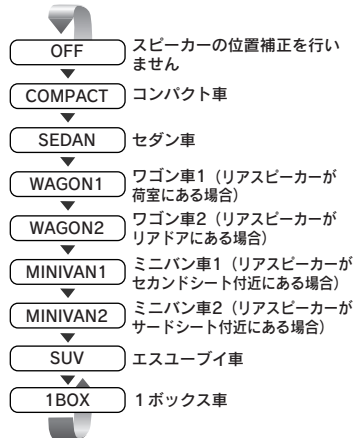 OFF
スピーカーの位置補正を行い
ません
COMPACT
コンパクト車
SEDAN
セダン車
WAGON1
ワゴン車1（リアスピーカーが
荷室にある場合）
WAGON2
ワゴン車2（リアスピーカーが
リアドアにある場合）
MINIVAN1
ミニバン車1（リアスピーカーが
セカンドシート付近にある場合）
MINIVAN2
ミニバン車2（リアスピーカーが
サードシート付近にある場合）
SUV
エスユーブイ車
1BOX
１ボックス車